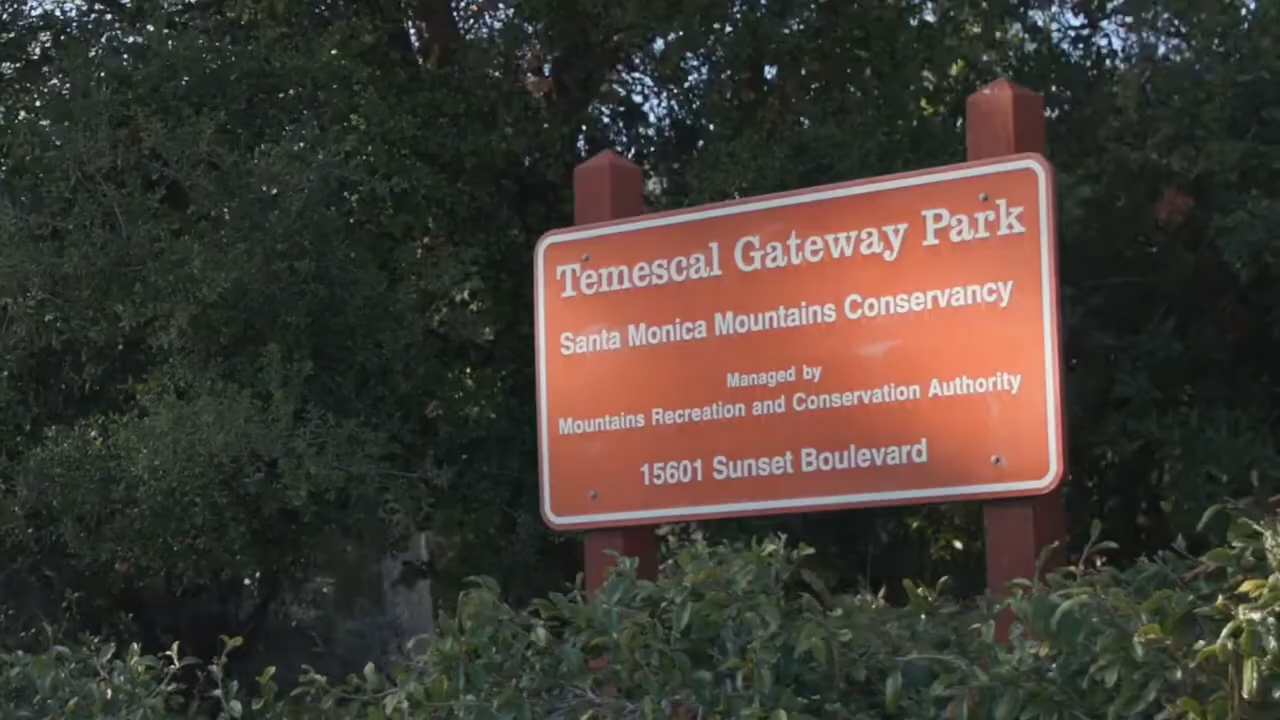 Temescal Gateway Park
Santa Monica Mountains Conservancy
Managed by
Mountains Recreation and Conservation Authority
15601 Sunset Boulevard